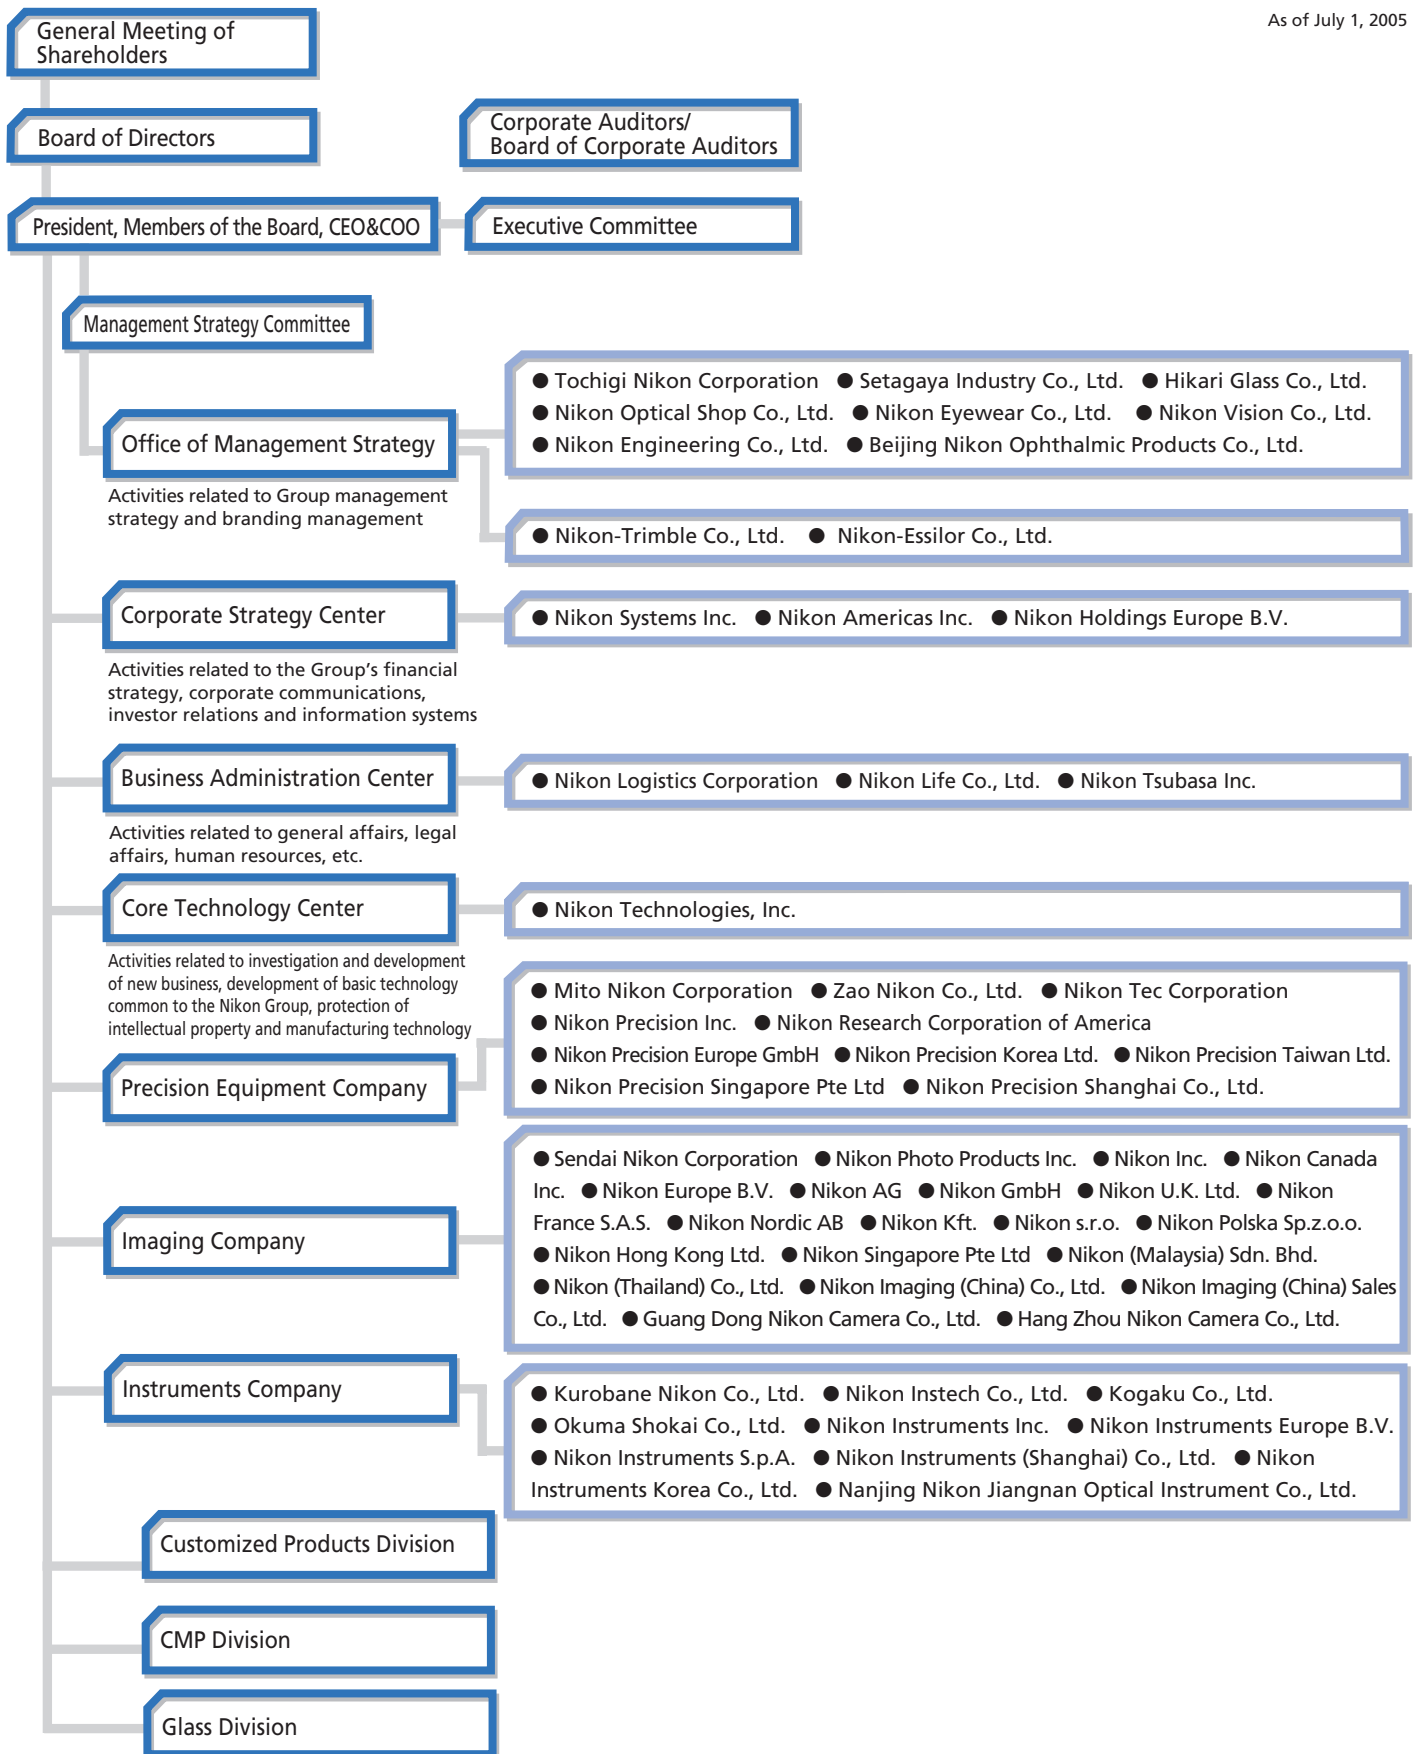 As of July 1, 2005
General Meeting of
Shareholders
Board of Directors
Corporate Auditors/
Board of Corporate Auditors
President, Members of the Board, CEO&COO
Executive Committee
Management Strategy Committee
Office of Management Strategy
Activities related to Group management
strategy and branding management
● Tochigi Nikon Corporation ● Setagaya Industry Co., Ltd. ● Hikari Glass Co., Ltd.
● Nikon Optical Shop Co., Ltd. ● Nikon Eyewear Co., Ltd. ● Nikon Vision Co., Ltd.
● Nikon Engineering Co., Ltd. ● Beijing Nikon Ophthalmic Products Co., Ltd.
● Nikon-Trimble Co., Ltd. ● Nikon-Essilor Co., Ltd.
Corporate Strategy Center
Activities related to the Group’s financial
strategy, corporate communications,
investor relations and information systems
● Nikon Systems Inc. ● Nikon Americas Inc. ● Nikon Holdings Europe B.V.
Business Administration Center
Activities related to general affairs, legal
affairs, human resources, etc.
● Nikon Logistics Corporation ● Nikon Life Co., Ltd. ● Nikon Tsubasa Inc.
Core Technology Center
Activities related to investigation and development
of new business, development of basic technology
common to the Nikon Group, protection of
intellectual property and manufacturing technology
● Nikon Technologies, Inc.
Precision Equipment Company
● Mito Nikon Corporation ● Zao Nikon Co., Ltd. ● Nikon Tec Corporation
● Nikon Precision Inc. ● Nikon Research Corporation of America
● Nikon Precision Europe GmbH ● Nikon Precision Korea Ltd. ● Nikon Precision Taiwan Ltd.
● Nikon Precision Singapore Pte Ltd ● Nikon Precision Shanghai Co., Ltd.
Imaging Company
● Sendai Nikon Corporation ● Nikon Photo Products Inc. ● Nikon Inc. ● Nikon Canada
Inc. ● Nikon Europe B.V. ● Nikon AG ● Nikon GmbH ● Nikon U.K. Ltd. ● Nikon
France S.A.S. ● Nikon Nordic AB ● Nikon Kft. ● Nikon s.r.o. ● Nikon Polska Sp.z.o.o.
● Nikon Hong Kong Ltd. ● Nikon Singapore Pte Ltd ● Nikon (Malaysia) Sdn. Bhd.
● Nikon (Thailand) Co., Ltd. ● Nikon Imaging (China) Co., Ltd. ● Nikon Imaging (China) Sales
Co., Ltd. ● Guang Dong Nikon Camera Co., Ltd. ● Hang Zhou Nikon Camera Co., Ltd.
Instruments Company
● Kurobane Nikon Co., Ltd. ● Nikon Instech Co., Ltd. ● Kogaku Co., Ltd.
● Okuma Shokai Co., Ltd. ● Nikon Instruments Inc. ● Nikon Instruments Europe B.V.
● Nikon Instruments S.p.A. ● Nikon Instruments (Shanghai) Co., Ltd. ● Nikon
Instruments Korea Co., Ltd. ● Nanjing Nikon Jiangnan Optical Instrument Co., Ltd.
Customized Products Division
CMP Division
Glass Division